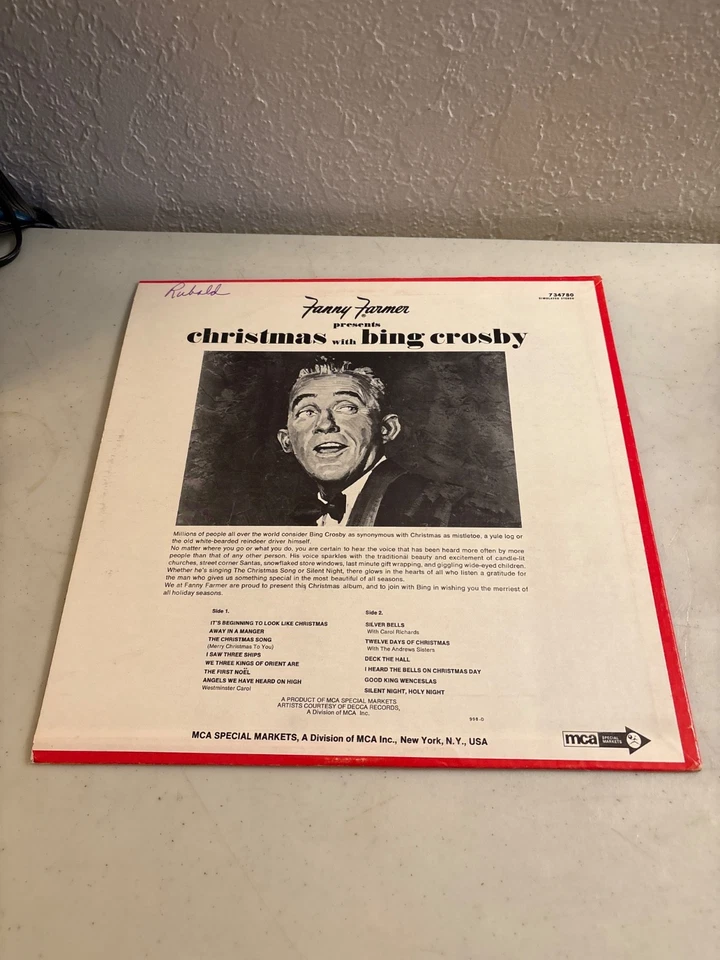 Rubald
734780
SIMULATED STEREO
Fanny Farmer
presents
christmas with bing crosby
Millions of people all over the world consider Bing Crosby as synonymous with Christmas as mistletoe, a yule log or
the old white-bearded reindeer driver himself.
No matter where you go or what you do, you are certain to hear the voice that has been heard more often by more
people than that of any other person. His voice sparkles with the traditional beauty and excitement of candle-lit
churches, street corner Santas, snowflaked store windows, last minute gift wrapping, and giggling wide-eyed children.
Whether he's singing The Christmas Song or Silent Night, there glows in the hearts of all who listen a gratitude for
the man who gives us something special in the most beautiful of all seasons.
We at Fanny Farmer are proud to present this Christmas album, and to join with Bing in wishing you the merriest of
all holiday seasons.
Side 1.
IT'S BEGINNING TO LOOK LIKE CHRISTMAS
AWAY IN A MANGER
THE CHRISTMAS SONG
(Merry Christmas To You)
I SAW THREE SHIPS
WE THREE KINGS OF ORIENT ARE
THE FIRST NOËL
ANGELS WE HAVE HEARD ON HIGH
Westminster Carol
Side 2.
SILVER BELLS
With Carol Richards
TWELVE DAYS OF CHRISTMAS
With The Andrews Sisters
DECK THE HALL
I HEARD THE BELLS ON CHRISTMAS DAY
GOOD KING WENCESLAS
SILENT NIGHT, HOLY NIGHT
A PRODUCT OF MCA SPECIAL MARKETS
ARTISTS COURTESY OF DECCA RECORDS,
A Division of MCA Inc.
998-0
MCA SPECIAL MARKETS, A Division of MCA Inc., New York, N.Y., USA
mca SPECIAL
MARKETS